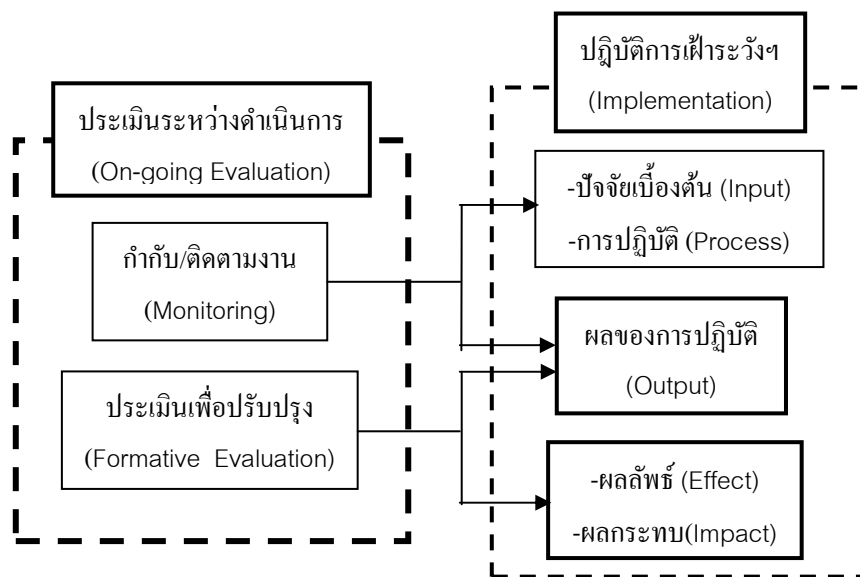 ประเมินระหว่างดำเนินการ
(On-going Evaluation)
กำกับ/ติดตามงาน
(Monitoring)
ประเมินเพื่อปรับปรุง
(Formative Evaluation)
ปฎิบัติการเฝ้าระวังฯ
(Implementation)
-ปัจจัยเบื้องต้น (Input)
-การปฏิบัติ (Process)
ผลของการปฏิบัติ
(Output)
-ผลลัพธ์ (Effect)
-ผลกระทบ(Impact)